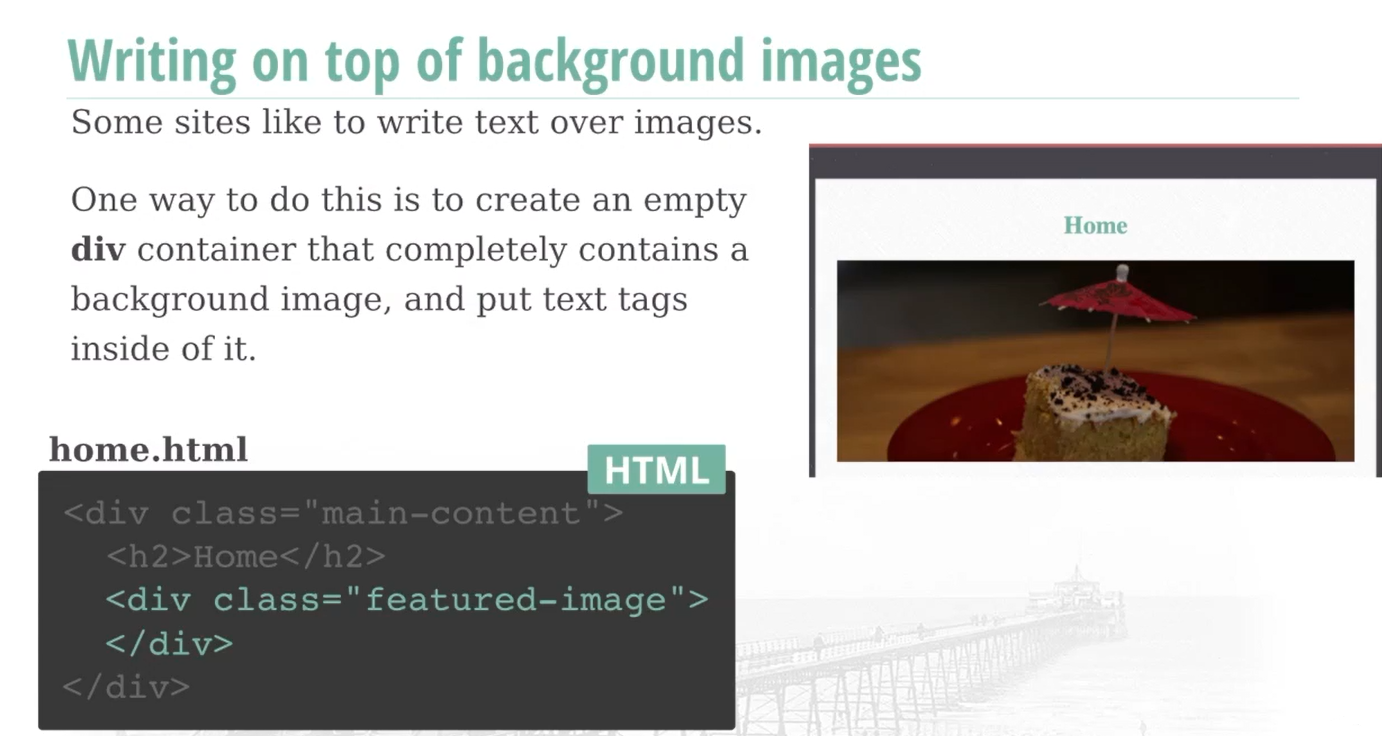 Writing on top of background images
Some sites like to write text over images.
One way to do this is to create an empty
div container that completely contains a
background image, and put text tags
inside of it.
Home
home.html
HTML
<div class="main-content">
<h2>Home</h2>
<div class="featured-image">
</div>
</div>